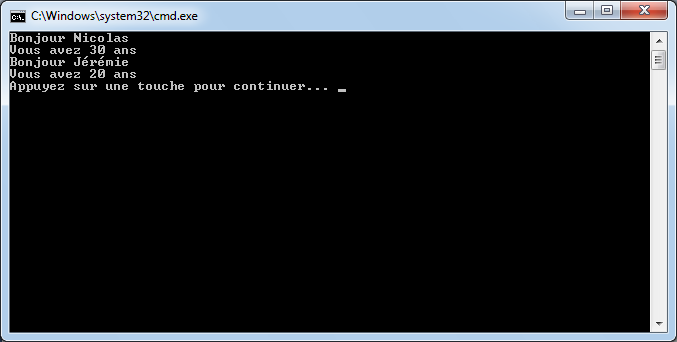 C:\Windows\system32\cmd.exe
Bonjour Nicolas
Vous avez 30 ans
Bonjour Jérémie
Vous avez 20 ans
Appuyez sur une touche pour continuer... _